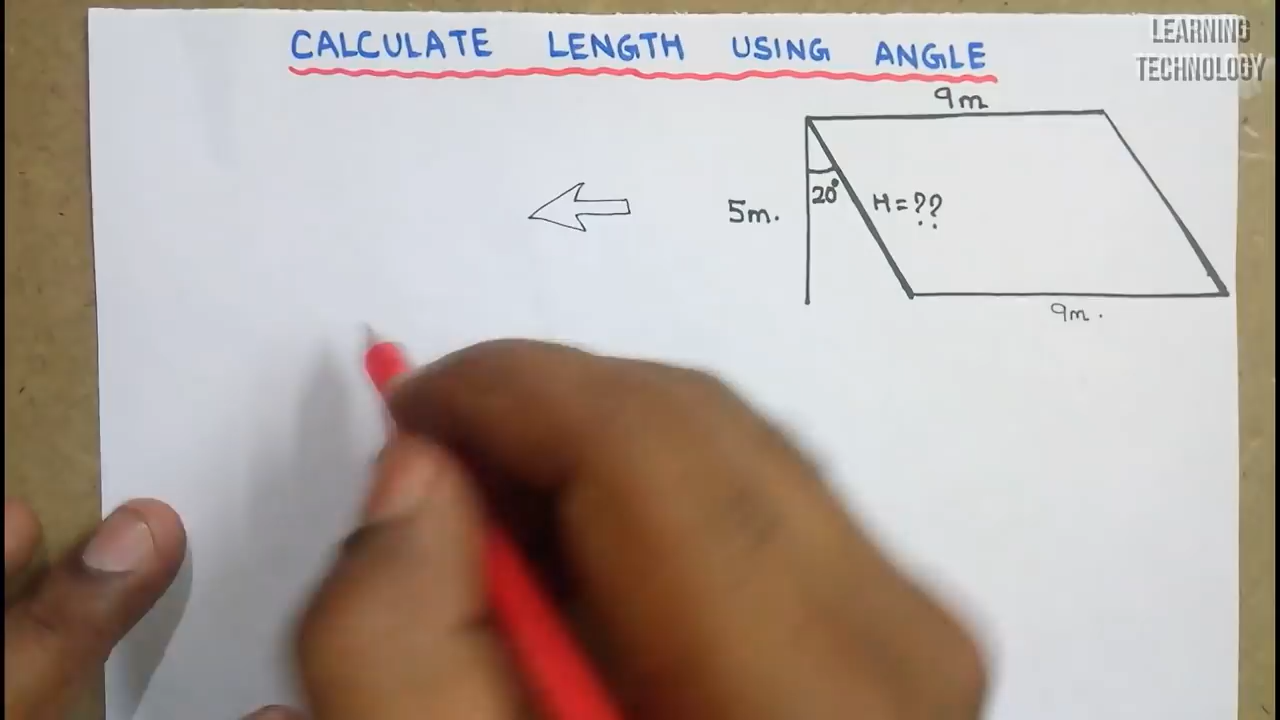 CALCULATE LENGTH USING ANGLE
LEARNING
TECHNOLOGY
9m
20°
5m.
H=??
9m.